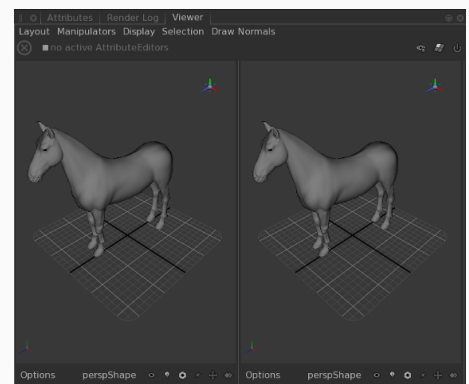 Attributes Render Log Viewer
Layout Manipulators Display Selection Draw Normals
no active AttributeEditors
Options perspShape Options perspShape